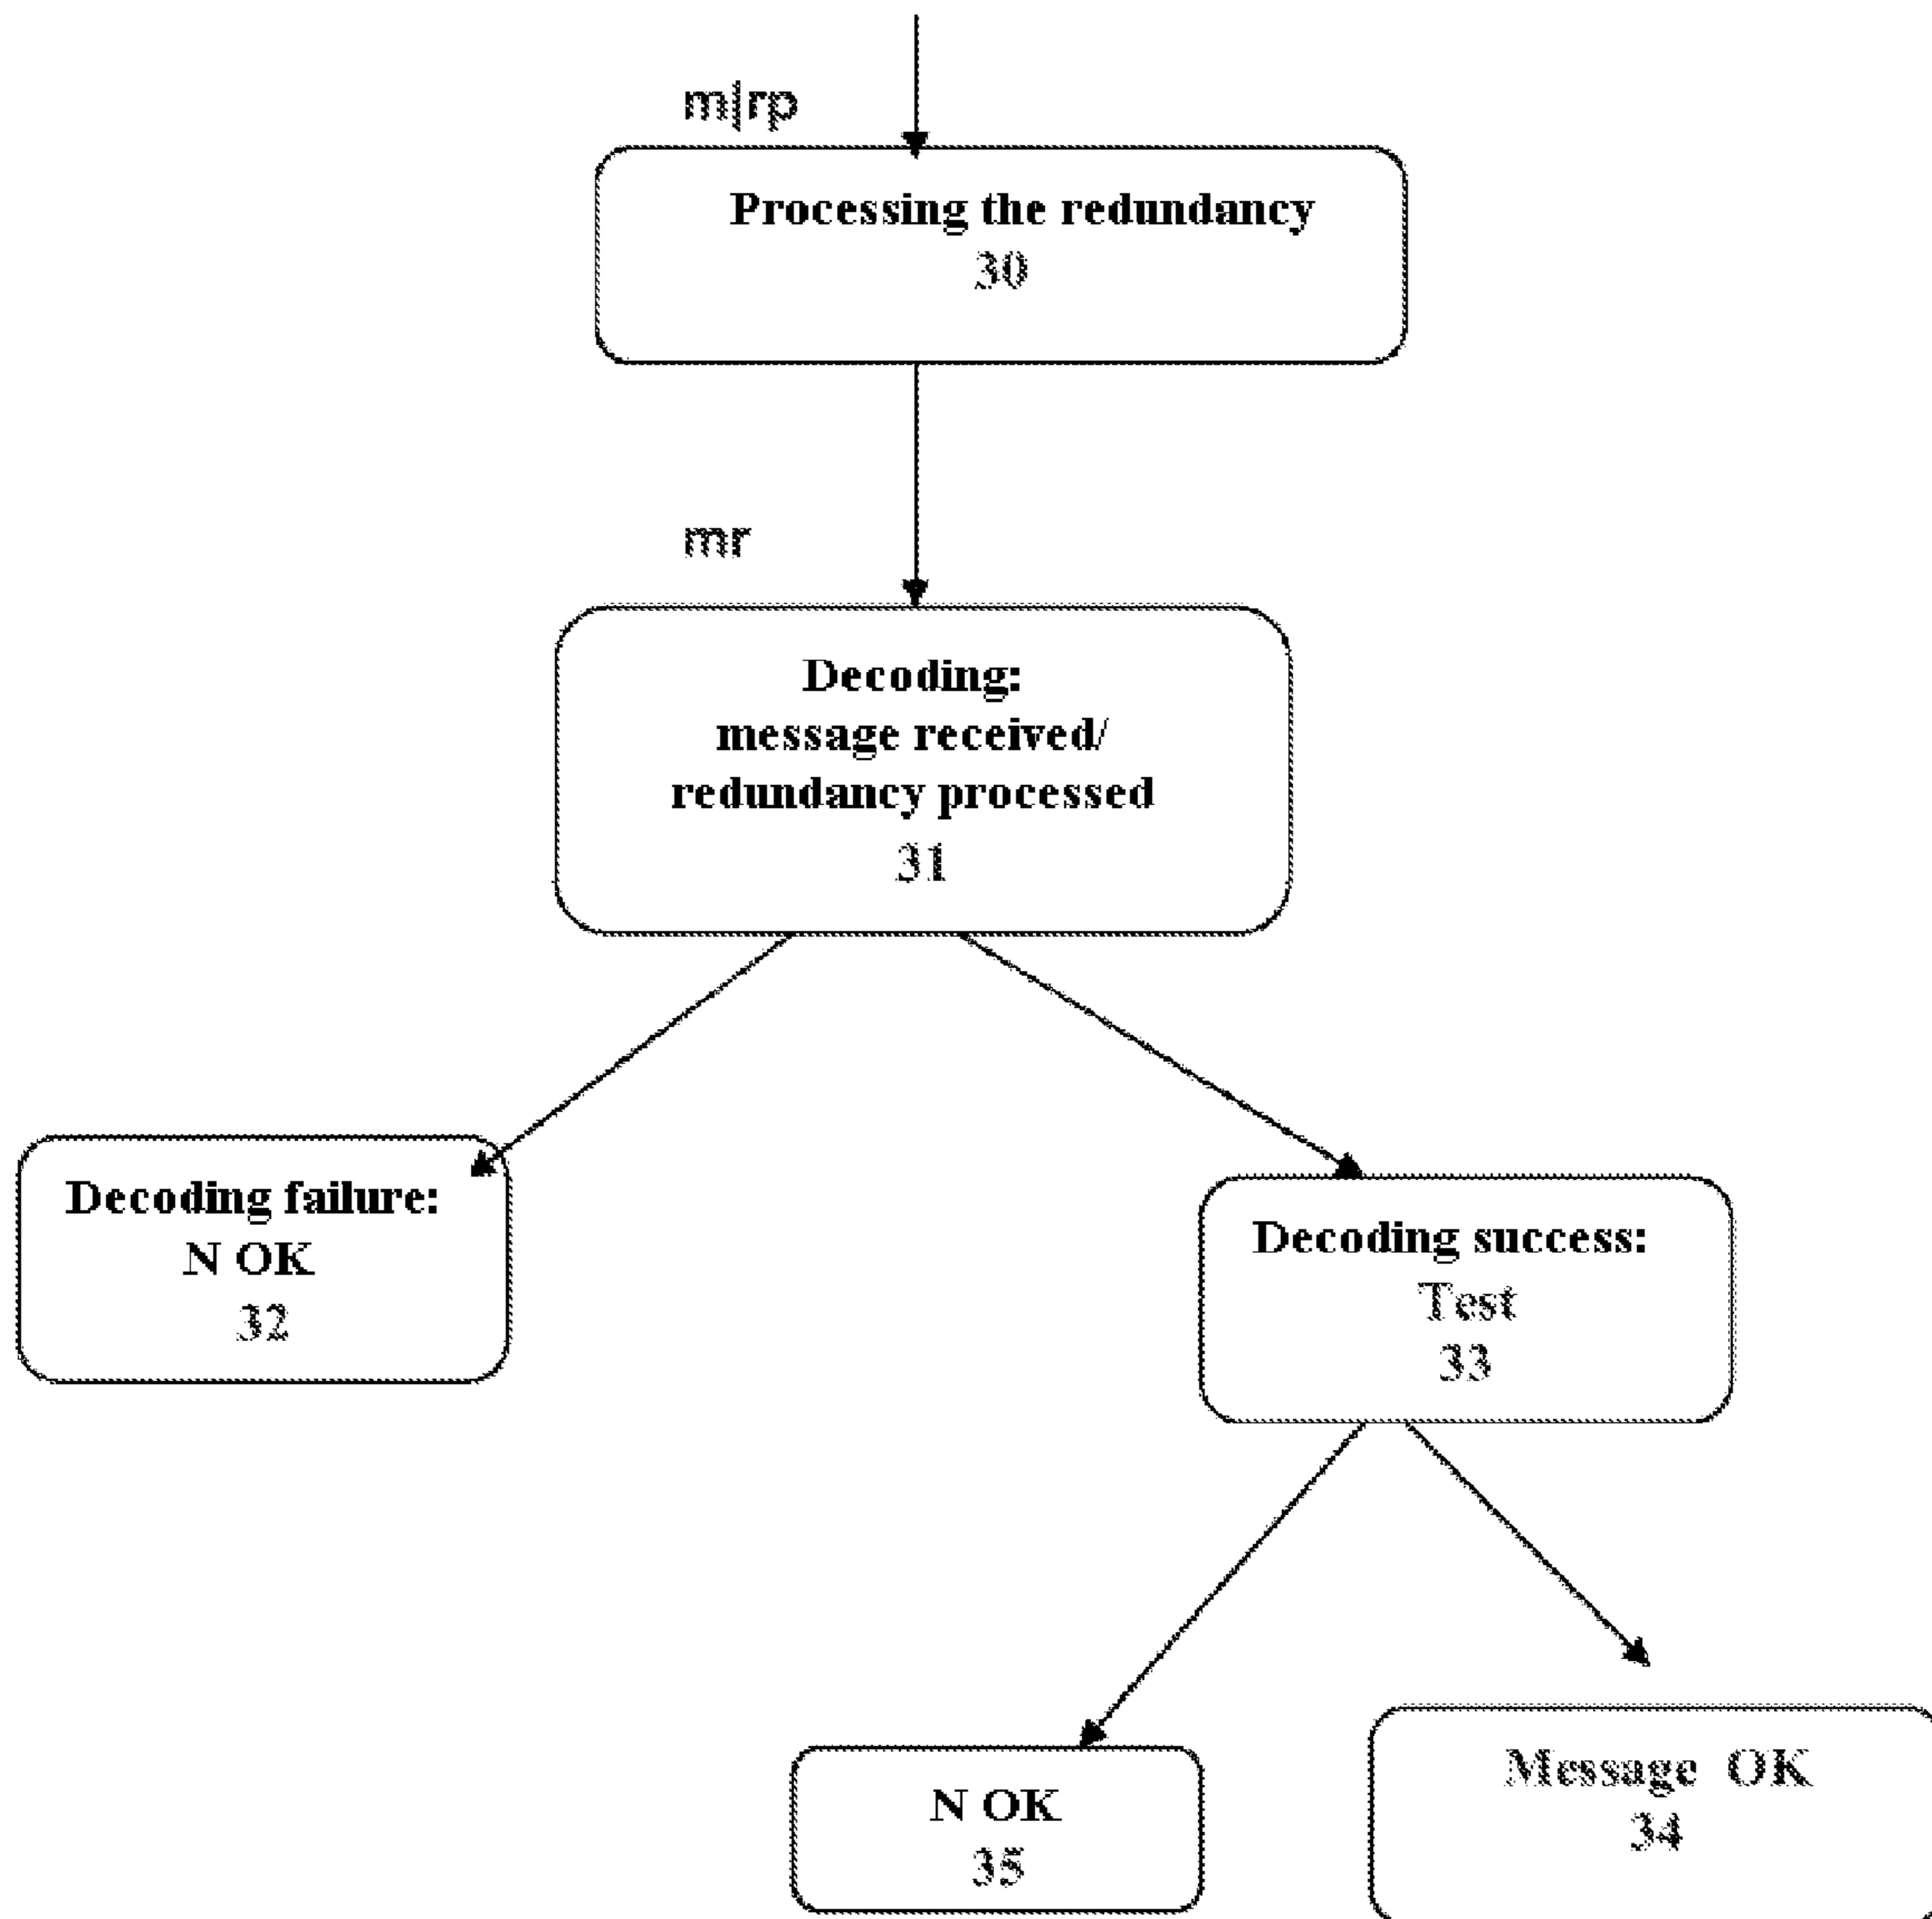 m|rp
Processing the redundancy
30
mr
Decoding:
message received/
redundancy processed
31
Decoding failure:
N OK
32
Decoding success:
Test
33
N OK
35
Message OK
34